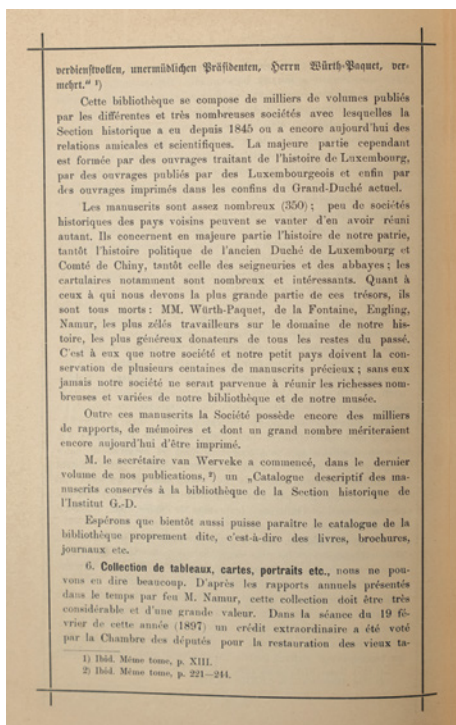 verdienstvollen, unermüdlichen Präsidenten, Herrn Würth-Paquet, ver-
mehrt." ¹)
Cette bibliothèque se compose de milliers de volumes publiés
par les différentes et très nombreuses sociétés avec lesquelles la
Section historique a eu depuis 1845 ou a encore aujourd'hui des
relations amicales et scientifiques. La majeure partie cependant
est formée par des ouvrages traitant de l'histoire de Luxembourg,
par des ouvrages publiés par des Luxembourgeois et enfin par
des ouvrages imprimés dans les confins du Grand-Duché actuel.
Les manuscrits sont assez nombreux (350) ; peu de sociétés
historiques des pays voisins peuvent se vanter d'en avoir réuni
autant. Ils concernent en majeure partie l'histoire de notre patrie,
tantôt l'histoire politique de l'ancien Duché de Luxembourg et
Comté de Chiny, tantôt celle des seigneuries et des abbayes ; les
cartulaires notamment sont nombreux et intéressants. Quant à
ceux à qui nous devons la plus grande partie de ces trésors, ils
sont tous morts : MM. Würth-Paquet, de la Fontaine, Engling,
Namur, les plus zélés travailleurs sur le domaine de notre his-
toire, les plus généreux donateurs de tous les restes du passé.
C'est à eux que notre société et notre petit pays doivent la con-
servation de plusieurs centaines de manuscrits précieux ; sans eux
jamais notre société ne serait parvenue à réunir les richesses nom-
breuses et variées de notre bibliothèque et de notre musée.
Outre ces manuscrits la Société possède encore des milliers
de rapports, de mémoires et dont un grand nombre mériteraient
encore aujourd'hui d'être imprimé.
M. le secrétaire van Werveke a commencé, dans le dernier
volume de nos publications, ²) un „Catalogue descriptif des ma-
nuscrits conservés à la bibliothèque de la Section historique de
l'Institut G.-D.
Espérons que bientôt aussi puisse paraître le catalogue de la
bibliothèque proprement dite, c'est-à-dire des livres, brochures,
journaux etc.
6. Collection de tableaux, cartes, portraits etc., nous ne pou-
vons en dire beaucoup. D'après les rapports annuels présentés
dans le temps par feu M. Namur, cette collection doit être très
considérable et d'une grande valeur. Dans la séance du 19 fé-
vrier de cette année (1897) un crédit extraordinaire a été voté
par la Chambre des députés pour la restauration des vieux ta-
1) Ibid. Même tome, p. XIII.
2) Ibid. Même tome, p. 221—244.